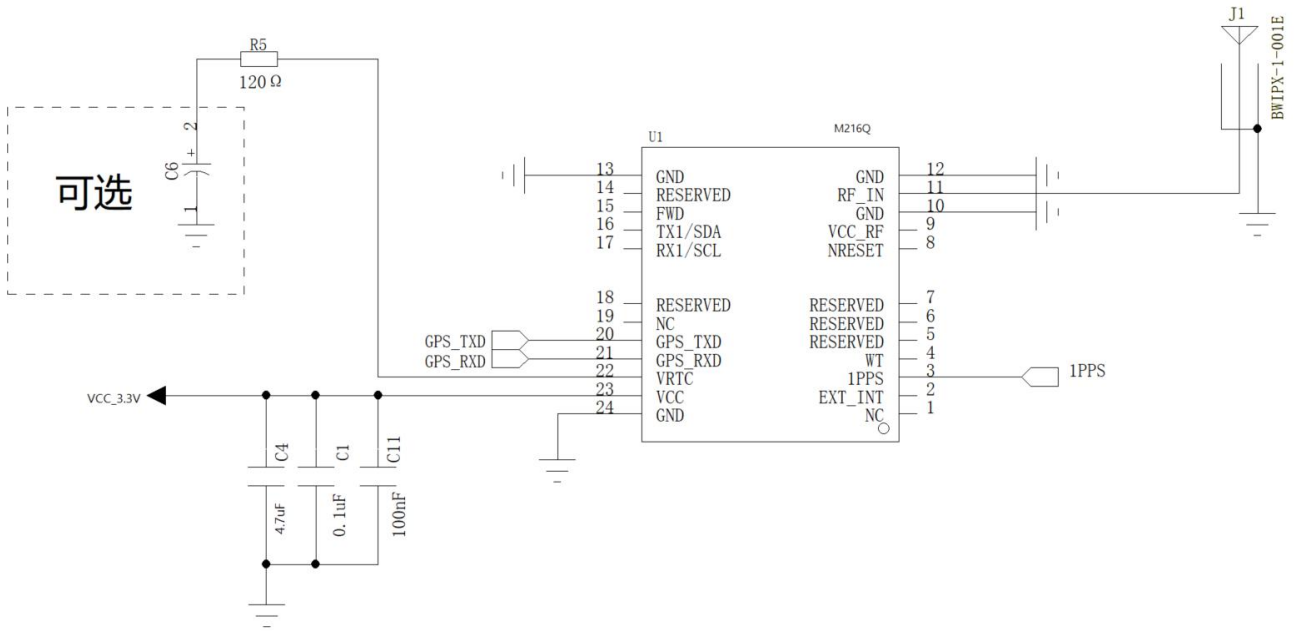 R5
120Ω
可选
C6
2
+
1
J1
BWIPX-1-001E
U1
M216Q
13 GND
14 RESERVED
15 FWD
16 TX1/SDA
17 RX1/SCL
18 RESERVED
19 NC
20 GPS_TXD
21 GPS_RXD
22 VRTC
23 VCC
24 GND
GND 12
RF_IN 11
GND 10
VCC_RF 9
NRESET 8
RESERVED 7
RESERVED 6
RESERVED 5
WT 4
1PPS 3
EXT_INT 2
NC 1
GPS_TXD
GPS_RXD
1PPS
VCC_3.3V
C4
4.7uF
C1
0.1uF
C11
100nF